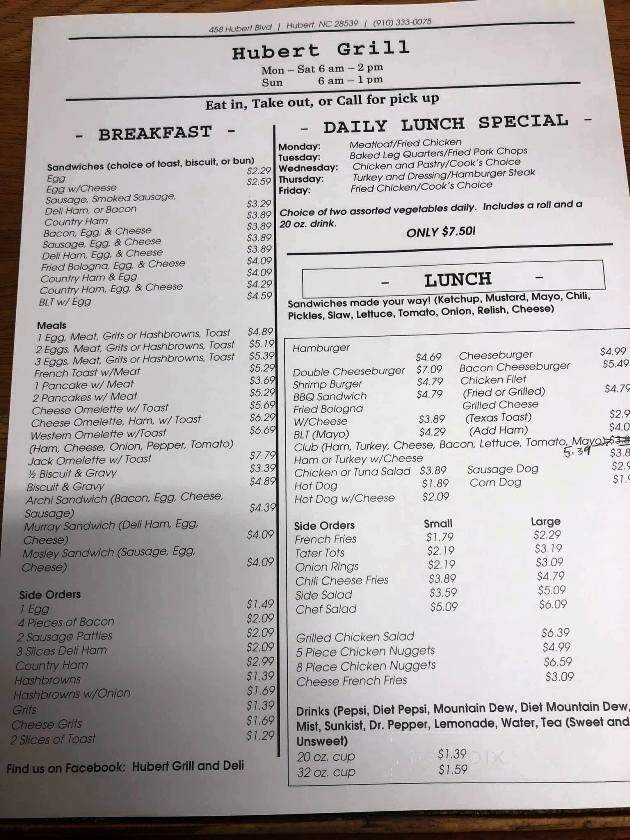 458 Hubert Blvd | Hubert, NC 28539 | (910) 333-0075
Hubert Grill
Mon – Sat 6 am – 2 pm
Sun 6 am – 1 pm
Eat in, Take out, or Call for pick up
- BREAKFAST -
Sandwiches (choice of toast, biscuit, or bun)
Egg $2.29
Egg w/Cheese $2.59
Sausage, Smoked Sausage,
Deli Ham, or Bacon $3.29
Country Ham $3.89
Bacon, Egg, & Cheese $3.89
Sausage, Egg, & Cheese $3.89
Deli Ham, Egg, & Cheese $3.89
Fried Bologna, Egg, & Cheese $4.09
Country Ham & Egg $4.09
Country Ham, Egg, & Cheese $4.29
BLT w/ Egg $4.59
Meals
1 Egg, Meat, Grits or Hashbrowns, Toast $4.89
2 Eggs, Meat, Grits or Hashbrowns, Toast $5.19
3 Eggs, Meat, Grits or Hashbrowns, Toast $5.39
French Toast w/Meat $5.29
1 Pancake w/ Meat $3.69
2 Pancakes w/ Meat $5.29
Cheese Omelette w/Toast $5.69
Cheese Omelette, Ham, w/ Toast $6.29
Western Omelette w/Toast $6.69
(Ham, Cheese, Onion, Pepper, Tomato)
Jack Omelette w/ Toast $7.79
½ Biscuit & Gravy $3.39
Biscuit & Gravy $4.89
Archi Sandwich (Bacon, Egg, Cheese,
Sausage) $4.39
Murray Sandwich (Deli Ham, Egg,
Cheese) $4.09
Mosley Sandwich (Sausage, Egg,
Cheese) $4.09
Side Orders
1 Egg $1.49
4 Pieces of Bacon $2.09
2 Sausage Patties $2.09
3 Slices Deli Ham $2.09
Country Ham $2.99
Hashbrowns $1.39
Hashbrowns w/Onion $1.69
Grits $1.39
Cheese Grits $1.69
2 Slices of Toast $1.29
Find us on Facebook: Hubert Grill and Deli
- DAILY LUNCH SPECIAL -
Monday: Meatloaf/Fried Chicken
Tuesday: Baked Leg Quarters/Fried Pork Chops
Wednesday: Chicken and Pastry/Cook's Choice
Thursday: Turkey and Dressing/Hamburger Steak
Friday: Fried Chicken/Cook's Choice
Choice of two assorted vegetables daily. Includes a roll and a
20 oz. drink.
ONLY $7.50!
- LUNCH -
Sandwiches made your way! (Ketchup, Mustard, Mayo, Chili,
Pickles, Slaw, Lettuce, Tomato, Onion, Relish, Cheese)
Hamburger $4.69 Cheeseburger $4.99
Double Cheeseburger $7.09 Bacon Cheeseburger $5.49
Shrimp Burger $4.79 Chicken Filet
BBQ Sandwich $4.79 (Fried or Grilled) $4.79
Fried Bologna Grilled Cheese
W/Cheese $3.89 (Texas Toast) $2.9
BLT (Mayo) $4.29 (Add Ham) $4.0
Club (Ham, Turkey, Cheese, Bacon, Lettuce, Tomato, Mayo)
5.39
Ham or Turkey w/Cheese $3.8
Chicken or Tuna Salad $3.89 Sausage Dog $2.9
Hot Dog $1.89 Corn Dog $1.
Hot Dog w/Cheese $2.09
Side Orders Small Large
French Fries $1.79 $2.29
Tater Tots $2.19 $3.19
Onion Rings $2.19 $3.09
Chili Cheese Fries $3.89 $4.79
Side Salad $3.59 $5.09
Chef Salad $5.09 $6.09
Grilled Chicken Salad $6.39
5 Piece Chicken Nuggets $4.99
8 Piece Chicken Nuggets $6.59
Cheese French Fries $3.09
Drinks (Pepsi, Diet Pepsi, Mountain Dew, Diet Mountain Dew,
Mist, Sunkist, Dr. Pepper, Lemonade, Water, Tea (Sweet and
Unsweet)
20 oz. cup $1.39
32 oz. cup $1.59